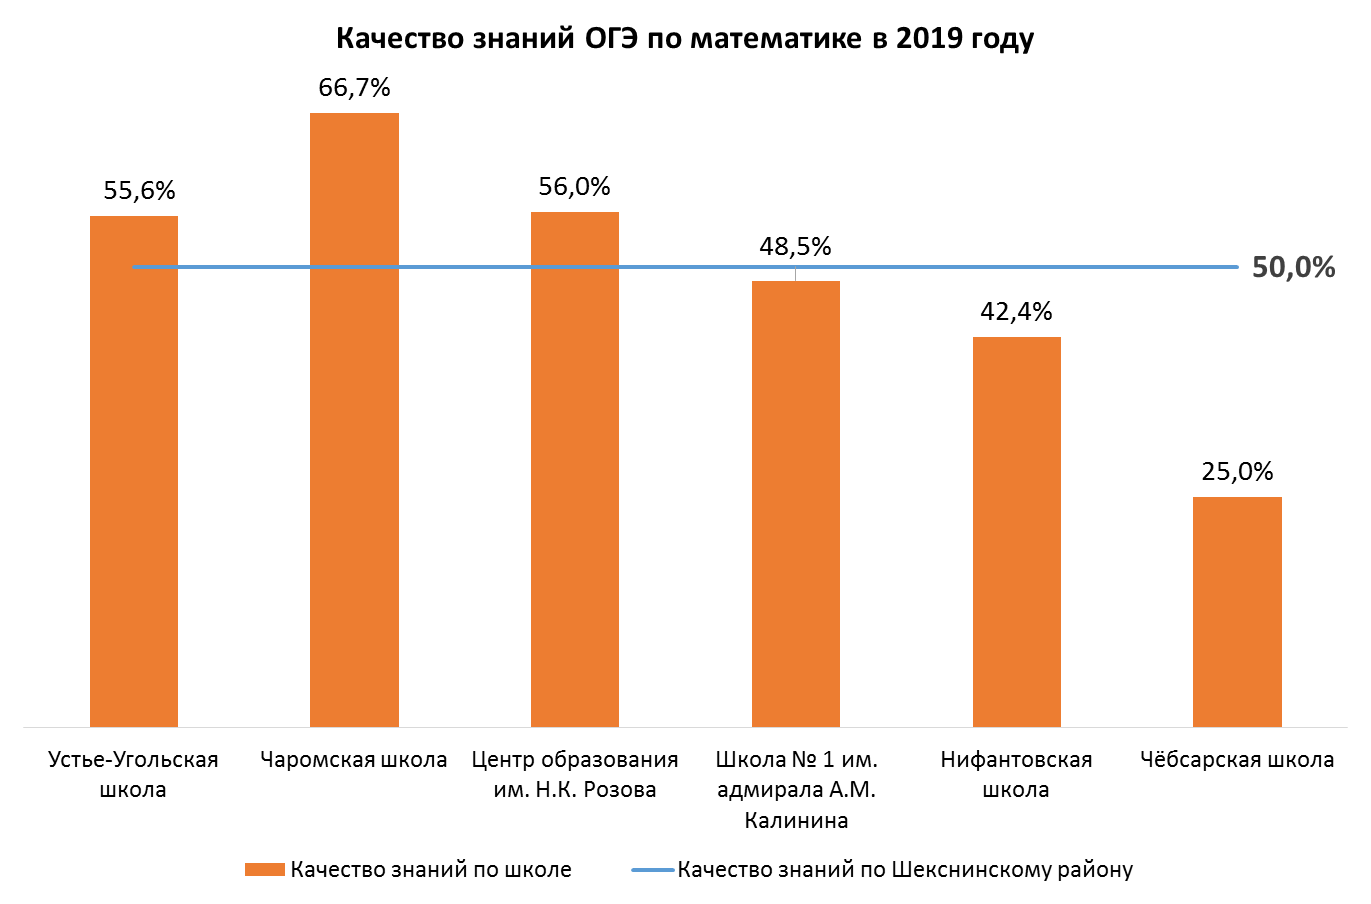 Качество знаний ОГЭ по математике в 2019 году
66,7%
55,6%
56,0%
48,5%
50,0%
42,4%
25,0%
Устье-Угольская
школа
Чаромская школа
Центр образования
им. Н.К. Розова
Школа № 1 им.
адмирала А.М.
Калинина
Нифантовская
школа
Чёбсарская школа
Качество знаний по школе
Качество знаний по Шекснинскому району